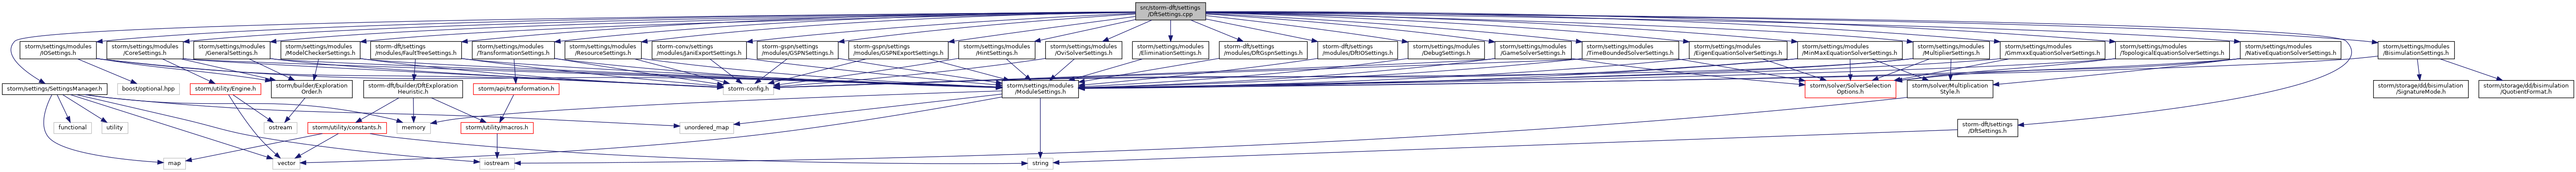 src/storm-dft/settings
/DftSettings.cpp
storm/settings/modules
/IOSettings.h
storm/settings/modules
/CoreSettings.h
storm/settings/modules
/GeneralSettings.h
storm/settings/modules
/ModelCheckerSettings.h
storm-dft/settings
/modules/FaultTreeSettings.h
storm/settings/modules
/TransformationSettings.h
storm/settings/modules
/ResourceSettings.h
storm-conv/settings
/modules/JaniExportSettings.h
storm-gspn/settings
/modules/GSPNSettings.h
storm-gspn/settings
/modules/GSPNExportSettings.h
storm/settings/modules
/HintSettings.h
storm/settings/modules
/OviSolverSettings.h
storm/settings/modules
/EliminationSettings.h
storm-dft/settings
/modules/DftGspnSettings.h
storm-dft/settings
/modules/DftIOSettings.h
storm/settings/modules
/DebugSettings.h
storm/settings/modules
/GameSolverSettings.h
storm/settings/modules
/TimeBoundedSolverSettings.h
storm/settings/modules
/EigenEquationSolverSettings.h
storm/settings/modules
/MinMaxEquationSolverSettings.h
storm/settings/modules
/MultiplierSettings.h
storm/settings/modules
/GmmxxEquationSolverSettings.h
storm/settings/modules
/TopologicalEquationSolverSettings.h
storm/settings/modules
/NativeEquationSolverSettings.h
storm/settings/modules
/BisimulationSettings.h
storm/settings/SettingsManager.h
boost/optional.hpp
storm/utility/Engine.h
storm/builder/Exploration
Order.h
storm-dft/builder/DftExploration
Heuristic.h
storm/api/transformation.h
storm-config.h
storm/settings/modules
/ModuleSettings.h
storm/solver/SolverSelection
Options.h
storm/solver/Multiplication
Style.h
storm/storage/dd/bisimulation
/SignatureMode.h
storm/storage/dd/bisimulation
/QuotientFormat.h
functional
utility
ostream
storm/utility/constants.h
memory
storm/utility/macros.h
unordered_map
storm-dft/settings
/DftSettings.h
map
vector
iostream
string